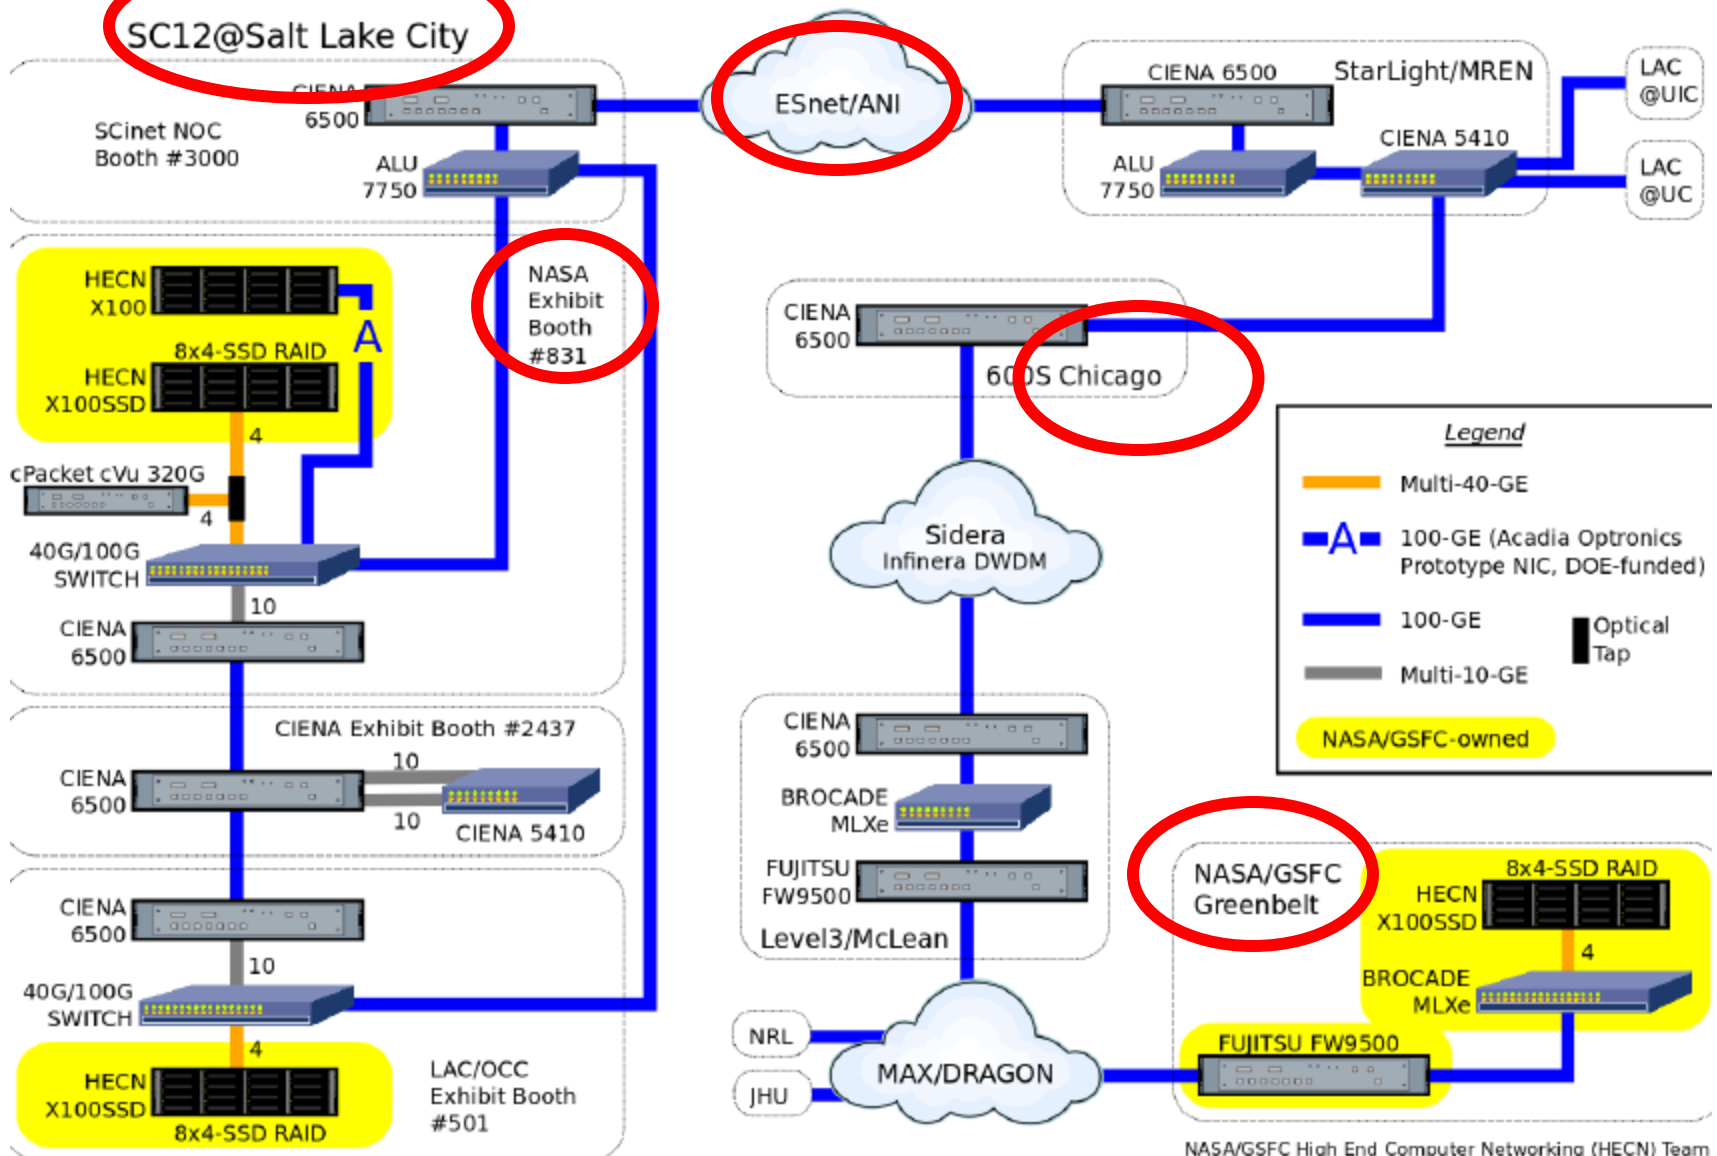 SC12@Salt Lake City
CIENA
6500
SCinet NOC
Booth #3000
ALU
7750
ESnet/ANI
CIENA 6500
StarLight/MREN
ALU
7750
CIENA 5410
LAC
@UIC
LAC
@UC
HECN
X100
A
8x4-SSD RAID
HECN
X100SSD
4
NASA
Exhibit
Booth
#831
cPacket cVu 320G
4
40G/100G
SWITCH
10
CIENA
6500
CIENA Exhibit Booth #2437
CIENA
6500
10
10
CIENA 5410
CIENA
6500
10
40G/100G
SWITCH
4
HECN
X100SSD
8x4-SSD RAID
LAC/OCC
Exhibit Booth
#501
CIENA
6500
600S Chicago
Sidera
Infinera DWDM
CIENA
6500
BROCADE
MLXe
FUJITSU
FW9500
Level3/McLean
NRL
JHU
MAX/DRAGON
Legend
Multi-40-GE
A
100-GE (Acadia Optronics
Prototype NIC, DOE-funded)
100-GE
Optical
Tap
Multi-10-GE
NASA/GSFC-owned
NASA/GSFC
Greenbelt
8x4-SSD RAID
HECN
X100SSD
4
BROCADE
MLXe
FUJITSU FW9500
NASA/GSFC High End Computer Networking (HECN) Team